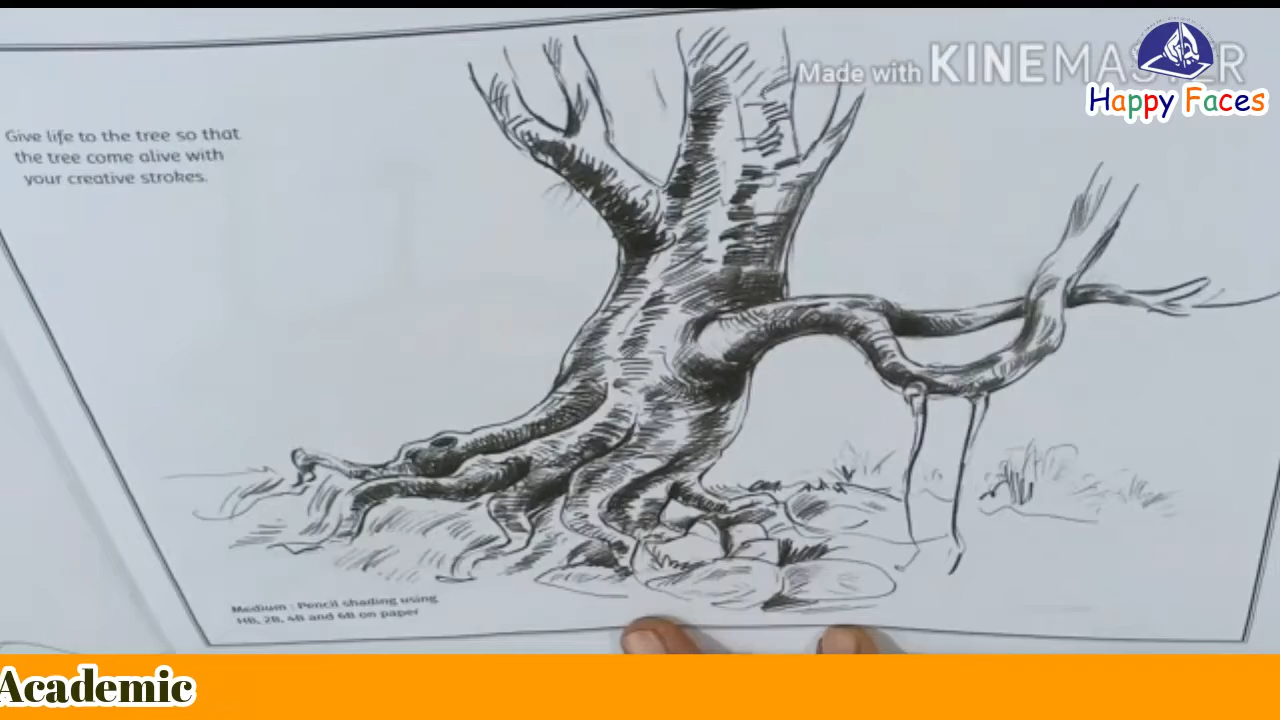 Made with KINEMASTER
Happy Faces
Give life to the tree so that
the tree come alive with
your creative strokes.
Medium : Pencil shading using
HB, 2B, 4B and 6B on paper
Academic